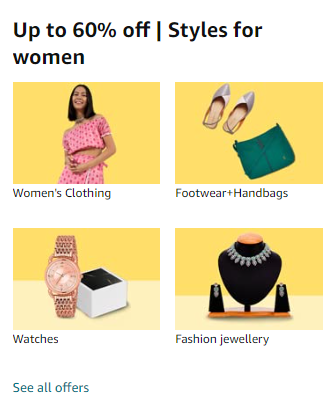 Up to 60% off | Styles for
women
Women's Clothing
Footwear+Handbags
Watches
Fashion jewellery
See all offers